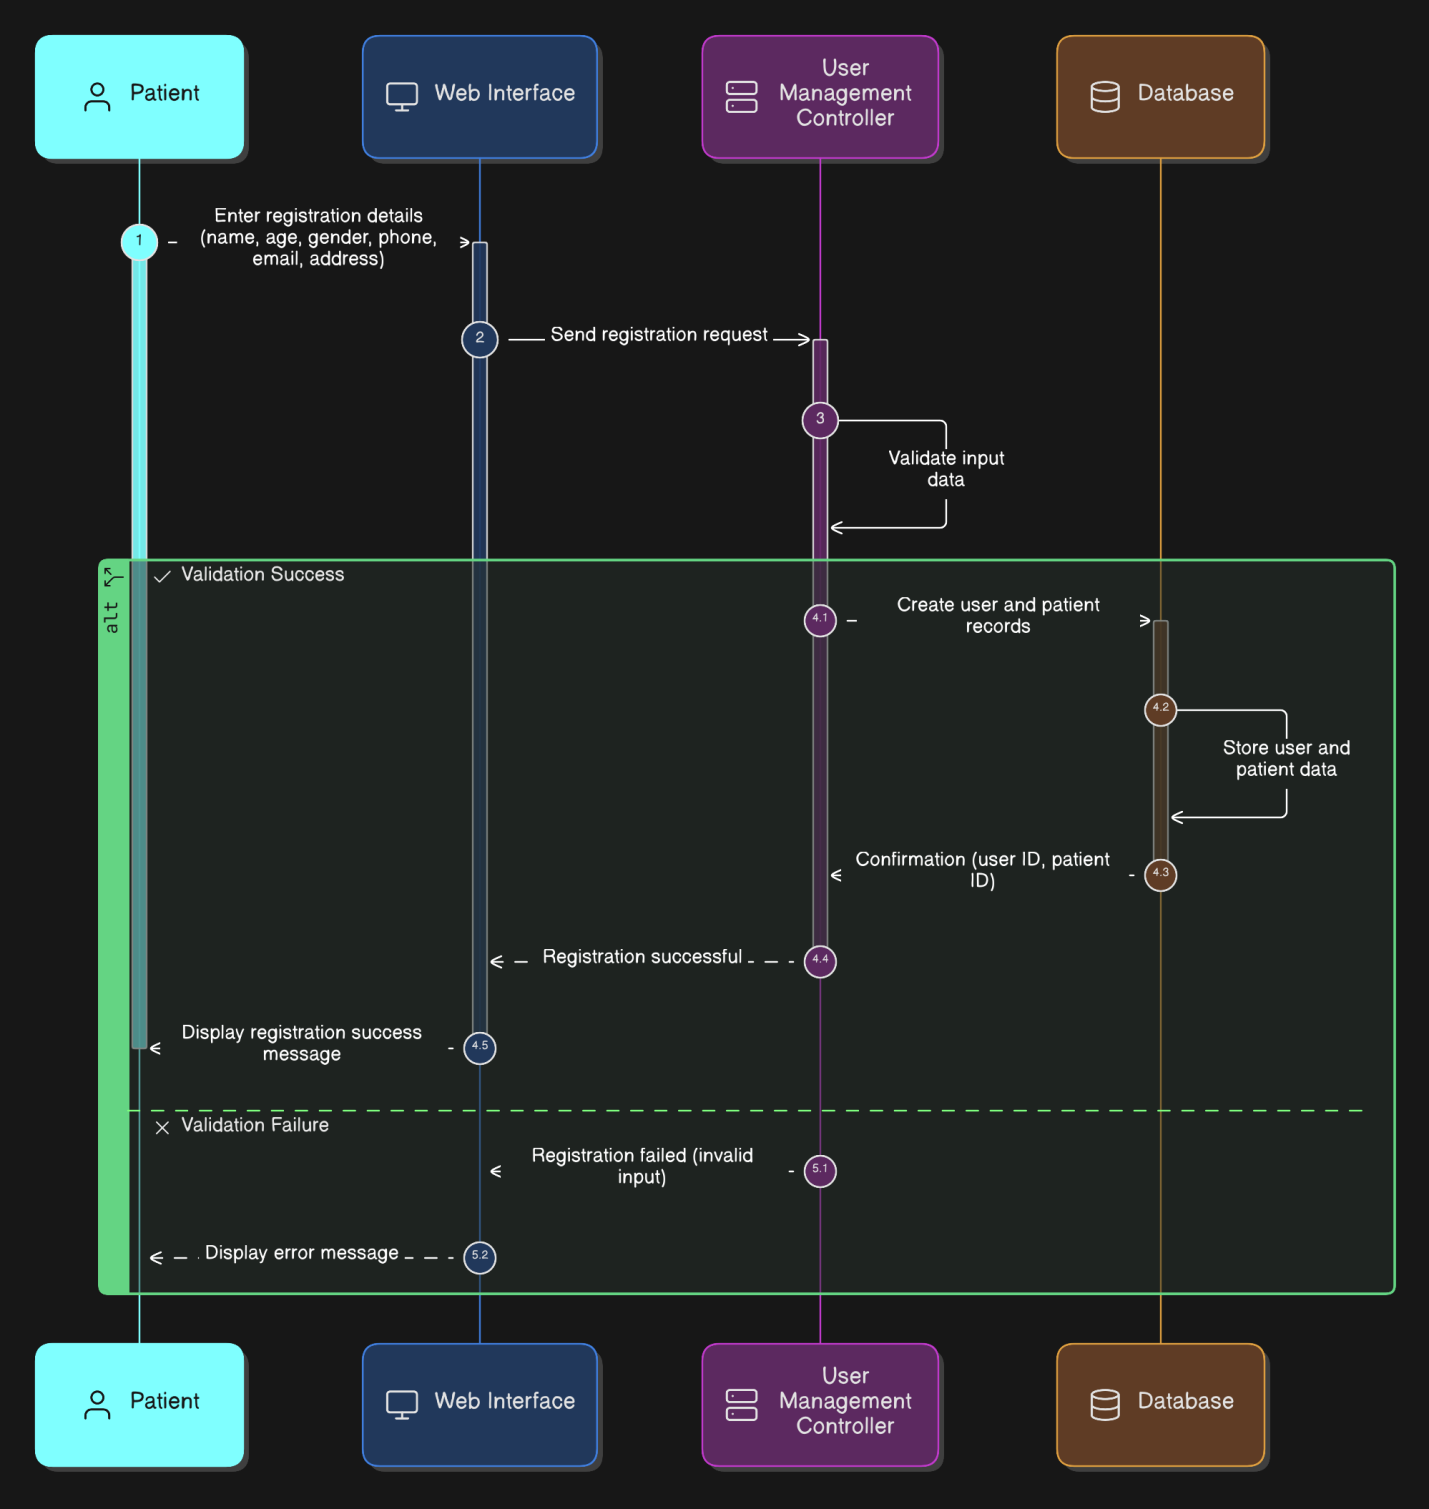 Patient
Web Interface
User
Management
Controller
Database
Enter registration details
(name, age, gender, phone,
email, address)
1
2
Send registration request
3
Validate input
data
alt
Validation Success
4.1
Create user and patient
records
4.2
Store user and
patient data
Confirmation (user ID, patient
ID)
4.3
Registration successful
4.4
Display registration success
message
4.5
Validation Failure
Registration failed (invalid
input)
5.1
Display error message
5.2
Patient
Web Interface
User
Management
Controller
Database